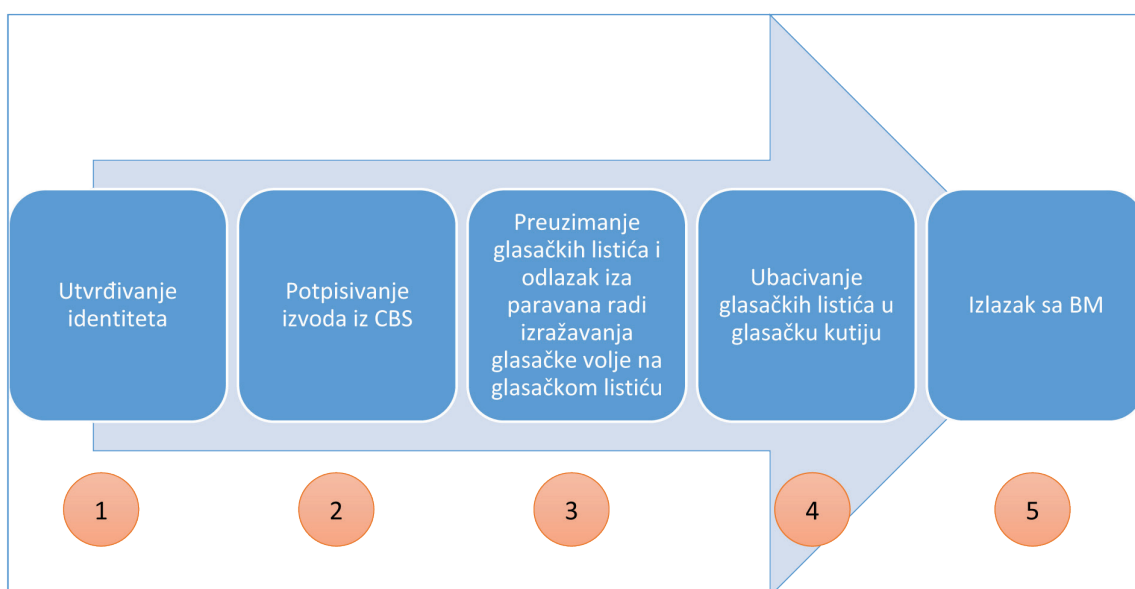 Utvrđivanje
identiteta
Potpisivanje
izvoda iz CBS
Preuzimanje
glasačkih listića i
odlazak iza
paravana radi
izražavanja
glasačke volje na
glasačkom listiću
Ubacivanje
glasačkih listića u
glasačku kutiju
Izlazak sa BM
1
2
3
4
5